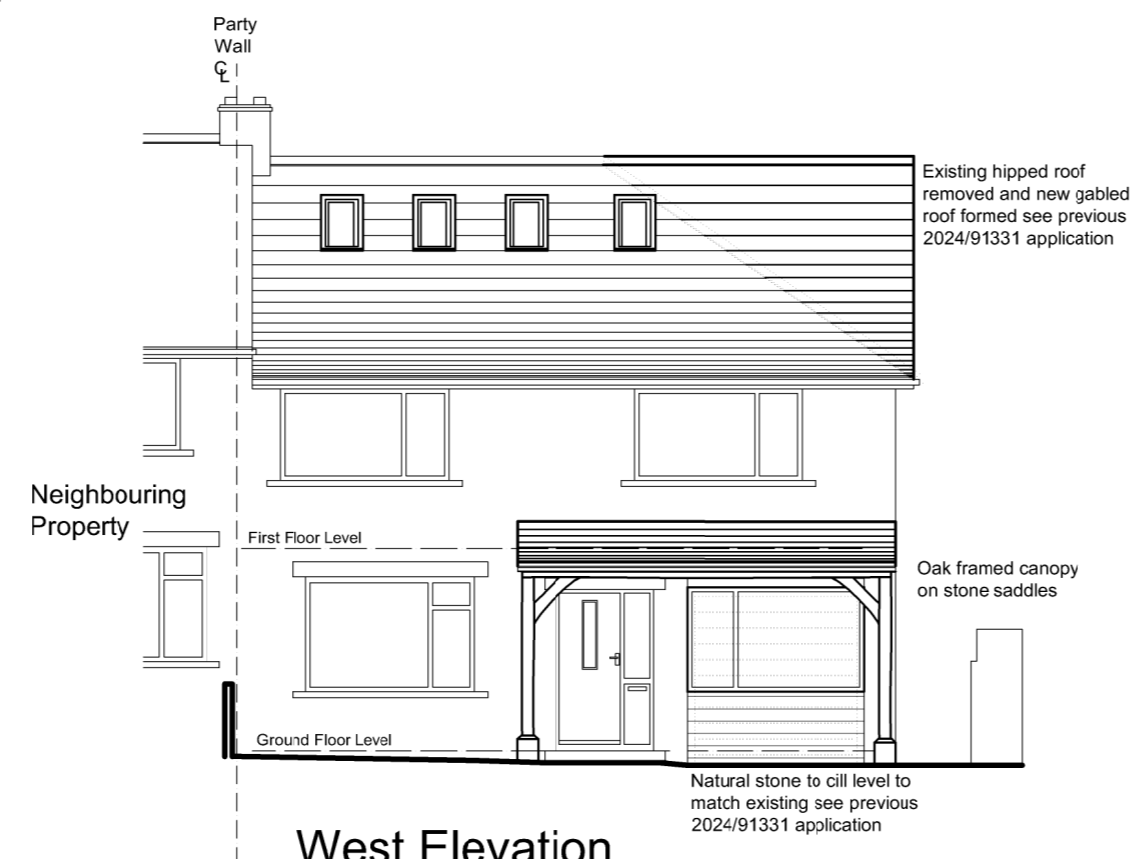 Party
Wall
℄
Existing hipped roof
removed and new gabled
roof formed see previous
2024/91331 application
Neighbouring
Property
First Floor Level
Oak framed canopy
on stone saddles
Ground Floor Level
Natural stone to cill level to
match existing see previous
2024/91331 application
West Elevation